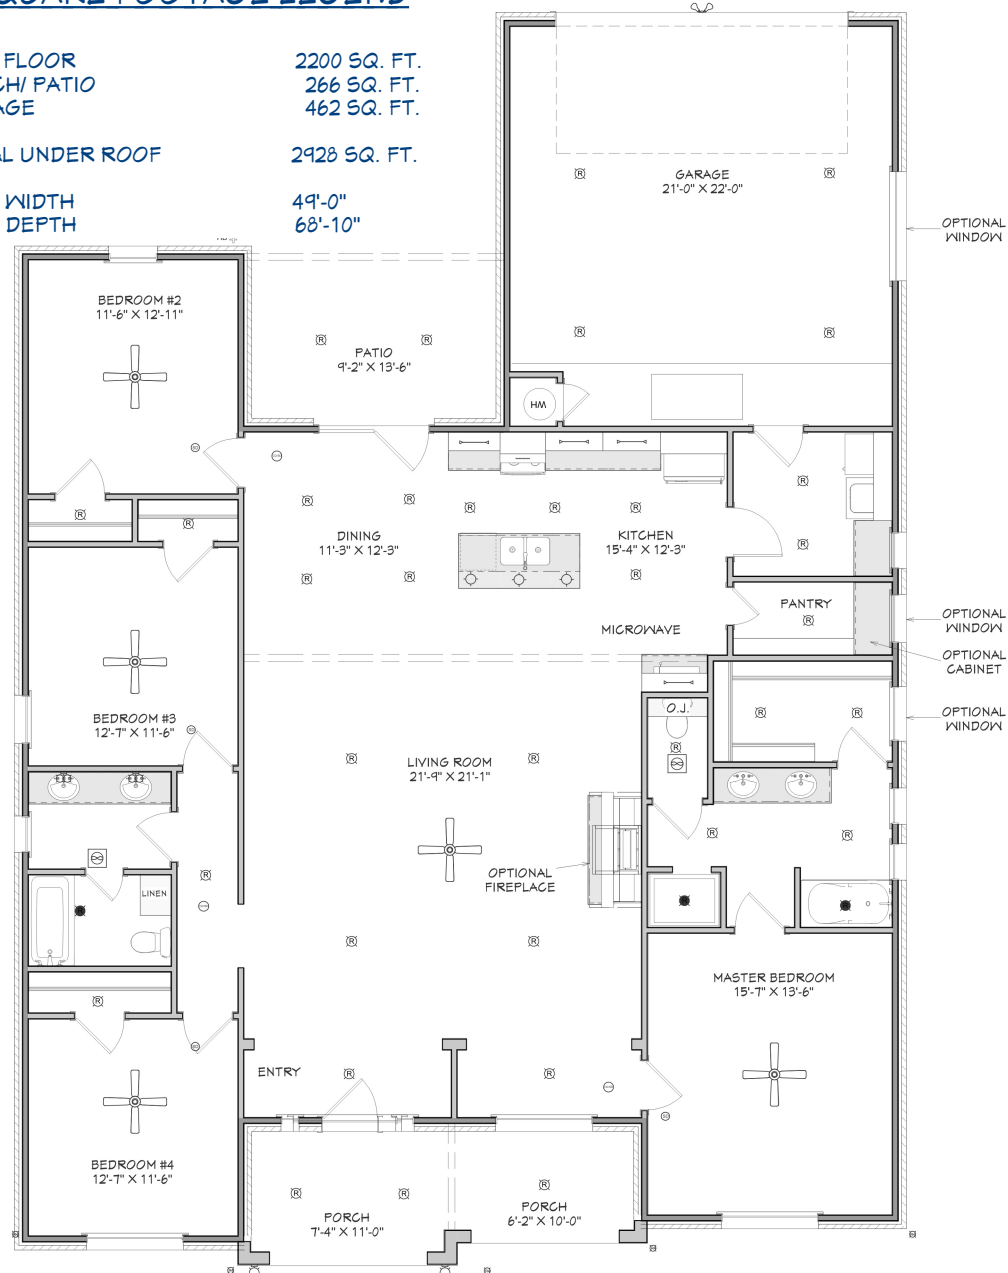 SQUARE FOOTAGE LEGEND
FLOOR 2200 SQ. FT.
CH/ PATIO 266 SQ. FT.
AGE 462 SQ. FT.
AL UNDER ROOF 2928 SQ. FT.
WIDTH 49'-0"
DEPTH 68'-10"
GARAGE
21'-0" X 22'-0"
OPTIONAL
WINDOW
BEDROOM #2
11'-6" X 12'-11"
PATIO
9'-2" X 13'-6"
WH
DINING
11'-3" X 12'-3"
KITCHEN
15'-4" X 12'-3"
PANTRY
OPTIONAL
WINDOW
MICROWAVE
OPTIONAL
CABINET
O.J.
OPTIONAL
WINDOW
BEDROOM #3
12'-7" X 11'-6"
LIVING ROOM
21'-9" X 21'-1"
OPTIONAL
FIREPLACE
LINEN
MASTER BEDROOM
15'-7" X 13'-6"
ENTRY
BEDROOM #4
12'-7" X 11'-6"
PORCH
7'-4" X 11'-0"
PORCH
6'-2" X 10'-0"